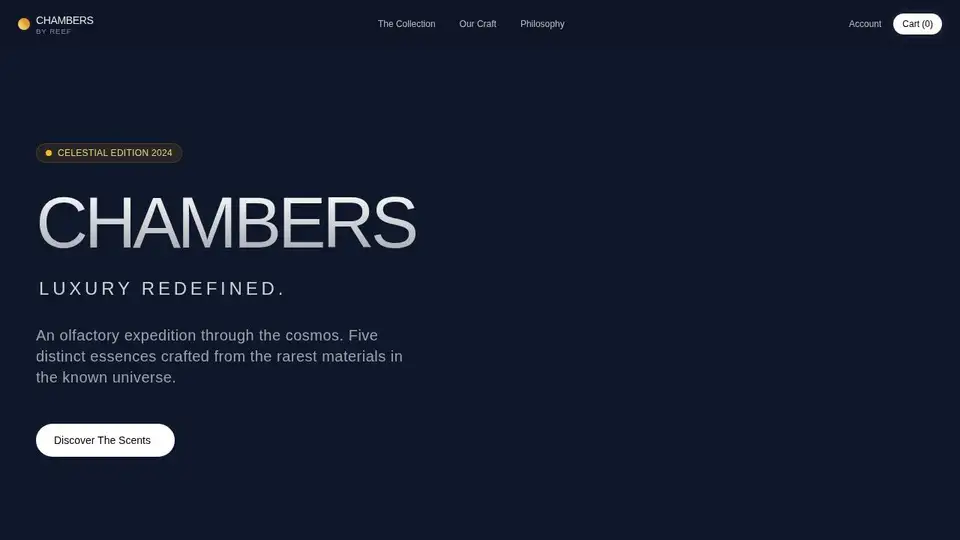 CHAMBERS
BY REEF
The Collection
Our Craft
Philosophy
Account
Cart (0)
CELESTIAL EDITION 2024
CHAMBERS
LUXURY REDEFINED.
An olfactory expedition through the cosmos. Five
distinct essences crafted from the rarest materials in
the known universe.
Discover The Scents